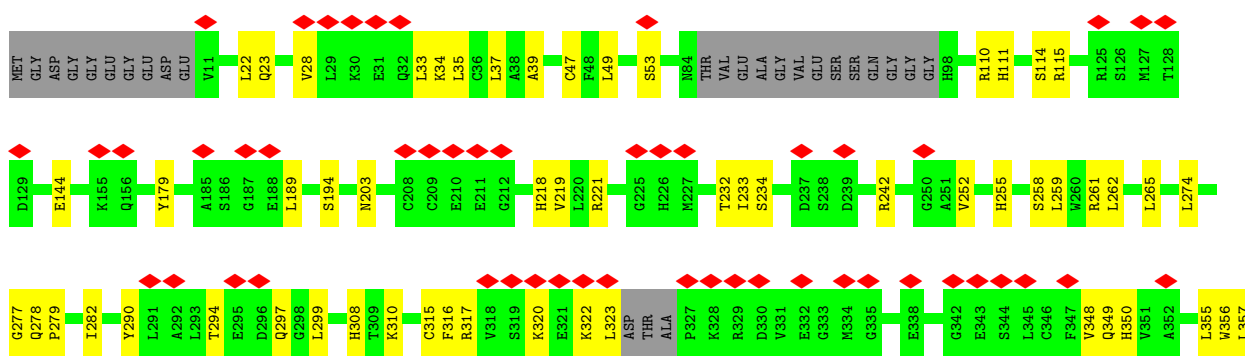 MET GLY ASP GLY GLY GLU GLY GLU ASP GLU V11 L22 Q23 V28 L29 K30 E31 Q32 L33 K34 L35 C36 L37 A38 A39 C47 F48 L49 S53 N84 THR VAL GLU ALA GLY VAL GLU SER SER GLN GLY GLY GLY H98 R110 H111 S114 R115 R125 S126 M127 T128
D129 E144 K155 Q156 Y179 A185 S186 G187 E188 L189 S194 N203 C208 C209 E210 E211 G212 H218 V219 L220 R221 G225 H226 M227 T232 I233 S234 D237 S238 D239 R242 G250 A251 V252 H255 S258 L259 W260 R261 L262 L265 L274
G277 Q278 P279 I282 Y290 L291 A292 L293 T294 E295 D296 Q297 G298 L299 H308 T309 K310 C315 F316 R317 V318 S319 K320 E321 K322 L323 ASP THR ALA P327 K328 R329 D330 V331 E332 G333 M334 G335 E338 G342 E343 S344 L345 C346 F347 V348 Q349 H350 V351 A352 L355 W356 L357